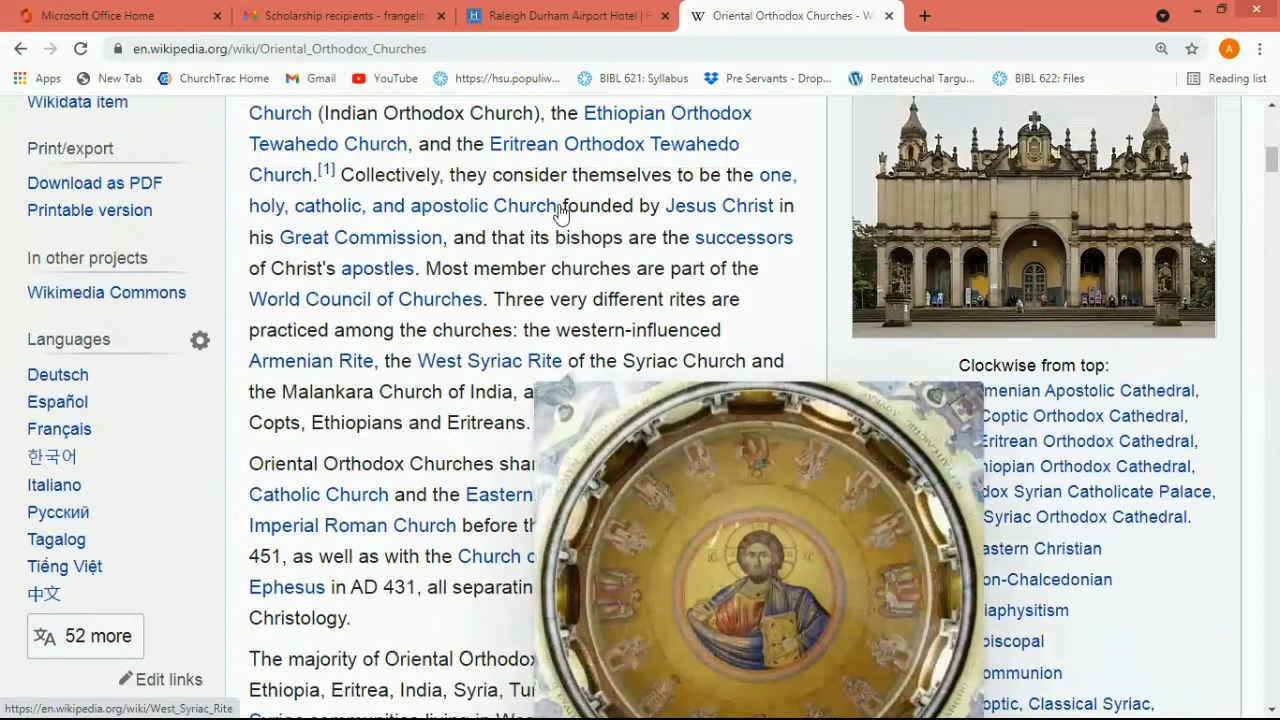 Microsoft Office Home
Scholarship recipients - frangelo
Raleigh Durham Airport Hotel | H
Oriental Orthodox Churches - W
en.wikipedia.org/wiki/Oriental_Orthodox_Churches
Apps
New Tab
ChurchTrac Home
Gmail
YouTube
https://hsu.populiw...
BIBL 621: Syllabus
Pre Servants - Drop...
Pentateuchal Targu...
BIBL 622: Files
Reading list
Wikidata item
Print/export
Download as PDF
Printable version
In other projects
Wikimedia Commons
Languages
Deutsch
Español
Français
한국어
Italiano
Русский
Tagalog
Tiếng Việt
中文
52 more
Edit links
https://en.wikipedia.org/wiki/West_Syriac_Rite
Church (Indian Orthodox Church), the Ethiopian Orthodox
Tewahedo Church, and the Eritrean Orthodox Tewahedo
Church.[1] Collectively, they consider themselves to be the one,
holy, catholic, and apostolic Church founded by Jesus Christ in
his Great Commission, and that its bishops are the successors
of Christ's apostles. Most member churches are part of the
World Council of Churches. Three very different rites are
practiced among the churches: the western-influenced
Armenian Rite, the West Syriac Rite of the Syriac Church and
the Malankara Church of India, a
Copts, Ethiopians and Eritreans.
Oriental Orthodox Churches shar
Catholic Church and the Eastern
Imperial Roman Church before th
451, as well as with the Church o
Ephesus in AD 431, all separatin
Christology.
The majority of Oriental Orthodox
Ethiopia, Eritrea, India, Syria, Tur
Clockwise from top:
menian Apostolic Cathedral,
Coptic Orthodox Cathedral,
Eritrean Orthodox Cathedral,
hiopian Orthodox Cathedral,
dox Syrian Catholicate Palace,
Syriac Orthodox Cathedral.
astern Christian
on-Chalcedonian
iaphysitism
piscopal
ommunion
optic, Classical Syriac,
A